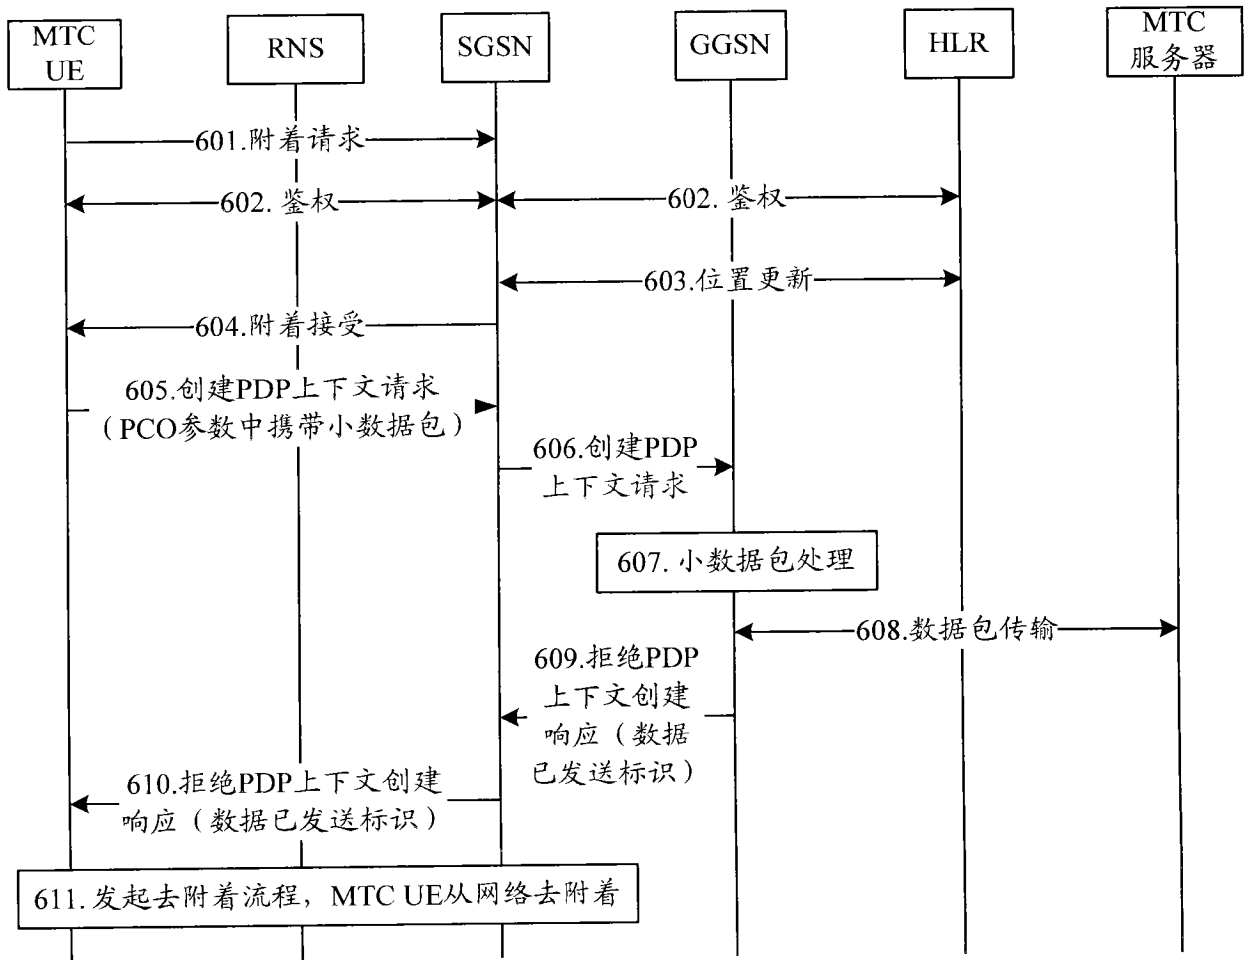 MTC
UE
RNS
SGSN
GGSN
HLR
MTC
服务器
601.附着请求
602. 鉴权
602. 鉴权
603.位置更新
604.附着接受
605.创建PDP上下文请求
（PCO参数中携带小数据包）
606.创建PDP
上下文请求
607. 小数据包处理
608.数据包传输
609.拒绝PDP
上下文创建
响应（数据
已发送标识）
610.拒绝PDP上下文创建
响应（数据已发送标识）
611. 发起去附着流程，MTC UE从网络去附着